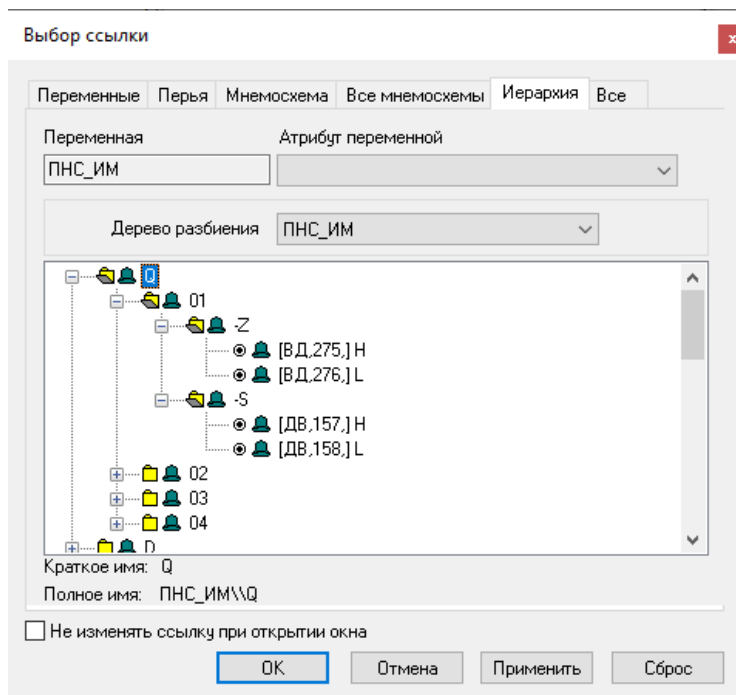 Выбор ссылки
x
Переменные Перья Мнемосхема Все мнемосхемы Иерархия Все
Переменная Атрибут переменной
ПНС_ИМ
Дерево разбиения ПНС_ИМ
Q
01
-Z
[ВД,275,] H
[ВД,276,] L
-S
[ДВ,157,] H
[ДВ,158,] L
02
03
04
D
Краткое имя: Q
Полное имя: ПНС_ИМ\\Q
Не изменять ссылку при открытии окна
OK Отмена Применить Сброс